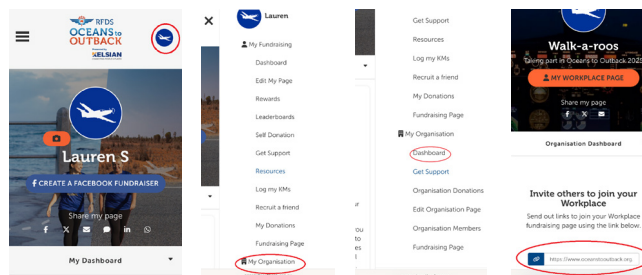 RFDS
OCEANS to
OUTBACK
Powered by
KELSIAN
Lauren S
f CREATE A FACEBOOK FUNDRAISER
Share my page
My Dashboard
Lauren
My Fundraising
Dashboard
Edit My Page
Rewards
Leaderboards
Self Donation
Get Support
Resources
Log my KMs
Recruit a friend
My Donations
Fundraising Page
My Organisation
Get Support
Resources
Log my KMs
Recruit a friend
My Donations
Fundraising Page
My Organisation
Dashboard
Get Support
Organisation Donations
Edit Organisation Page
Organisation Members
Fundraising Page
Walk-a-roos
Taking part in Oceans to Outback 2025
MY WORKPLACE PAGE
Share my page
Organisation Dashboard
Invite others to join your
Workplace
Send out links to join your Workplace
fundraising page using the link below.
https://www.oceanstooutback.org